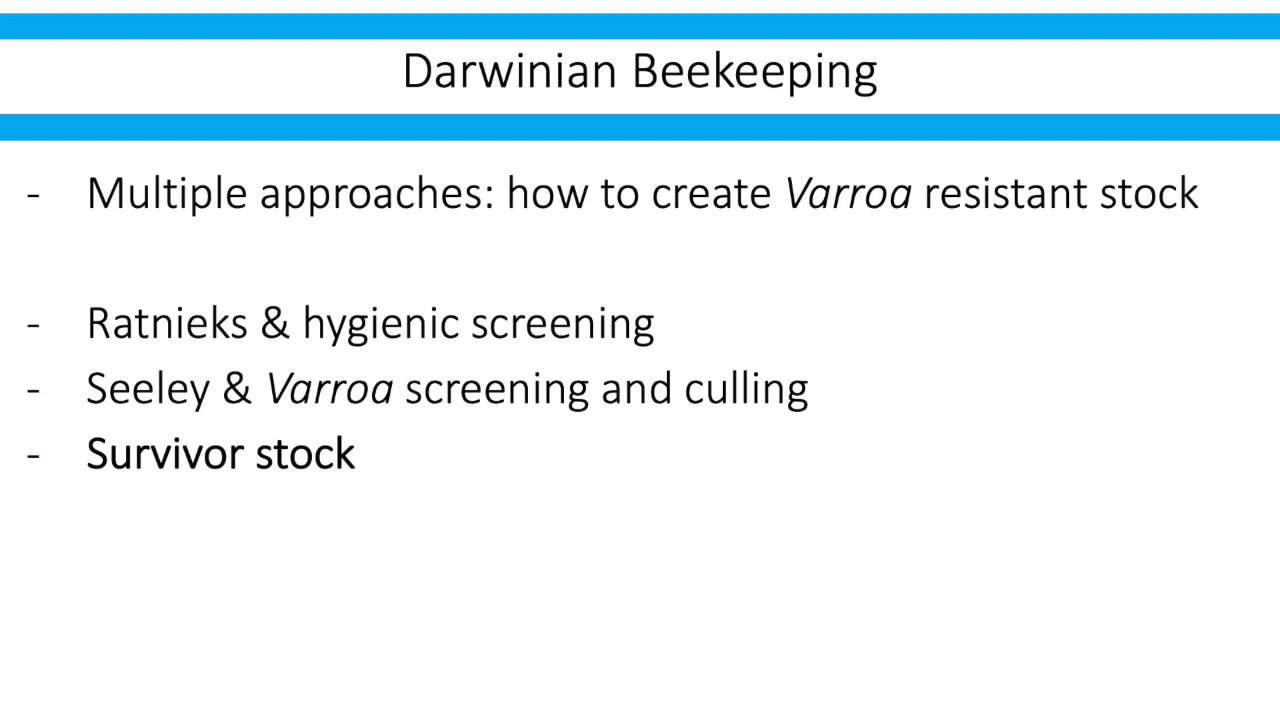 Darwinian Beekeeping
- Multiple approaches: how to create Varroa resistant stock
- Ratnieks & hygienic screening
- Seeley & Varroa screening and culling
- Survivor stock